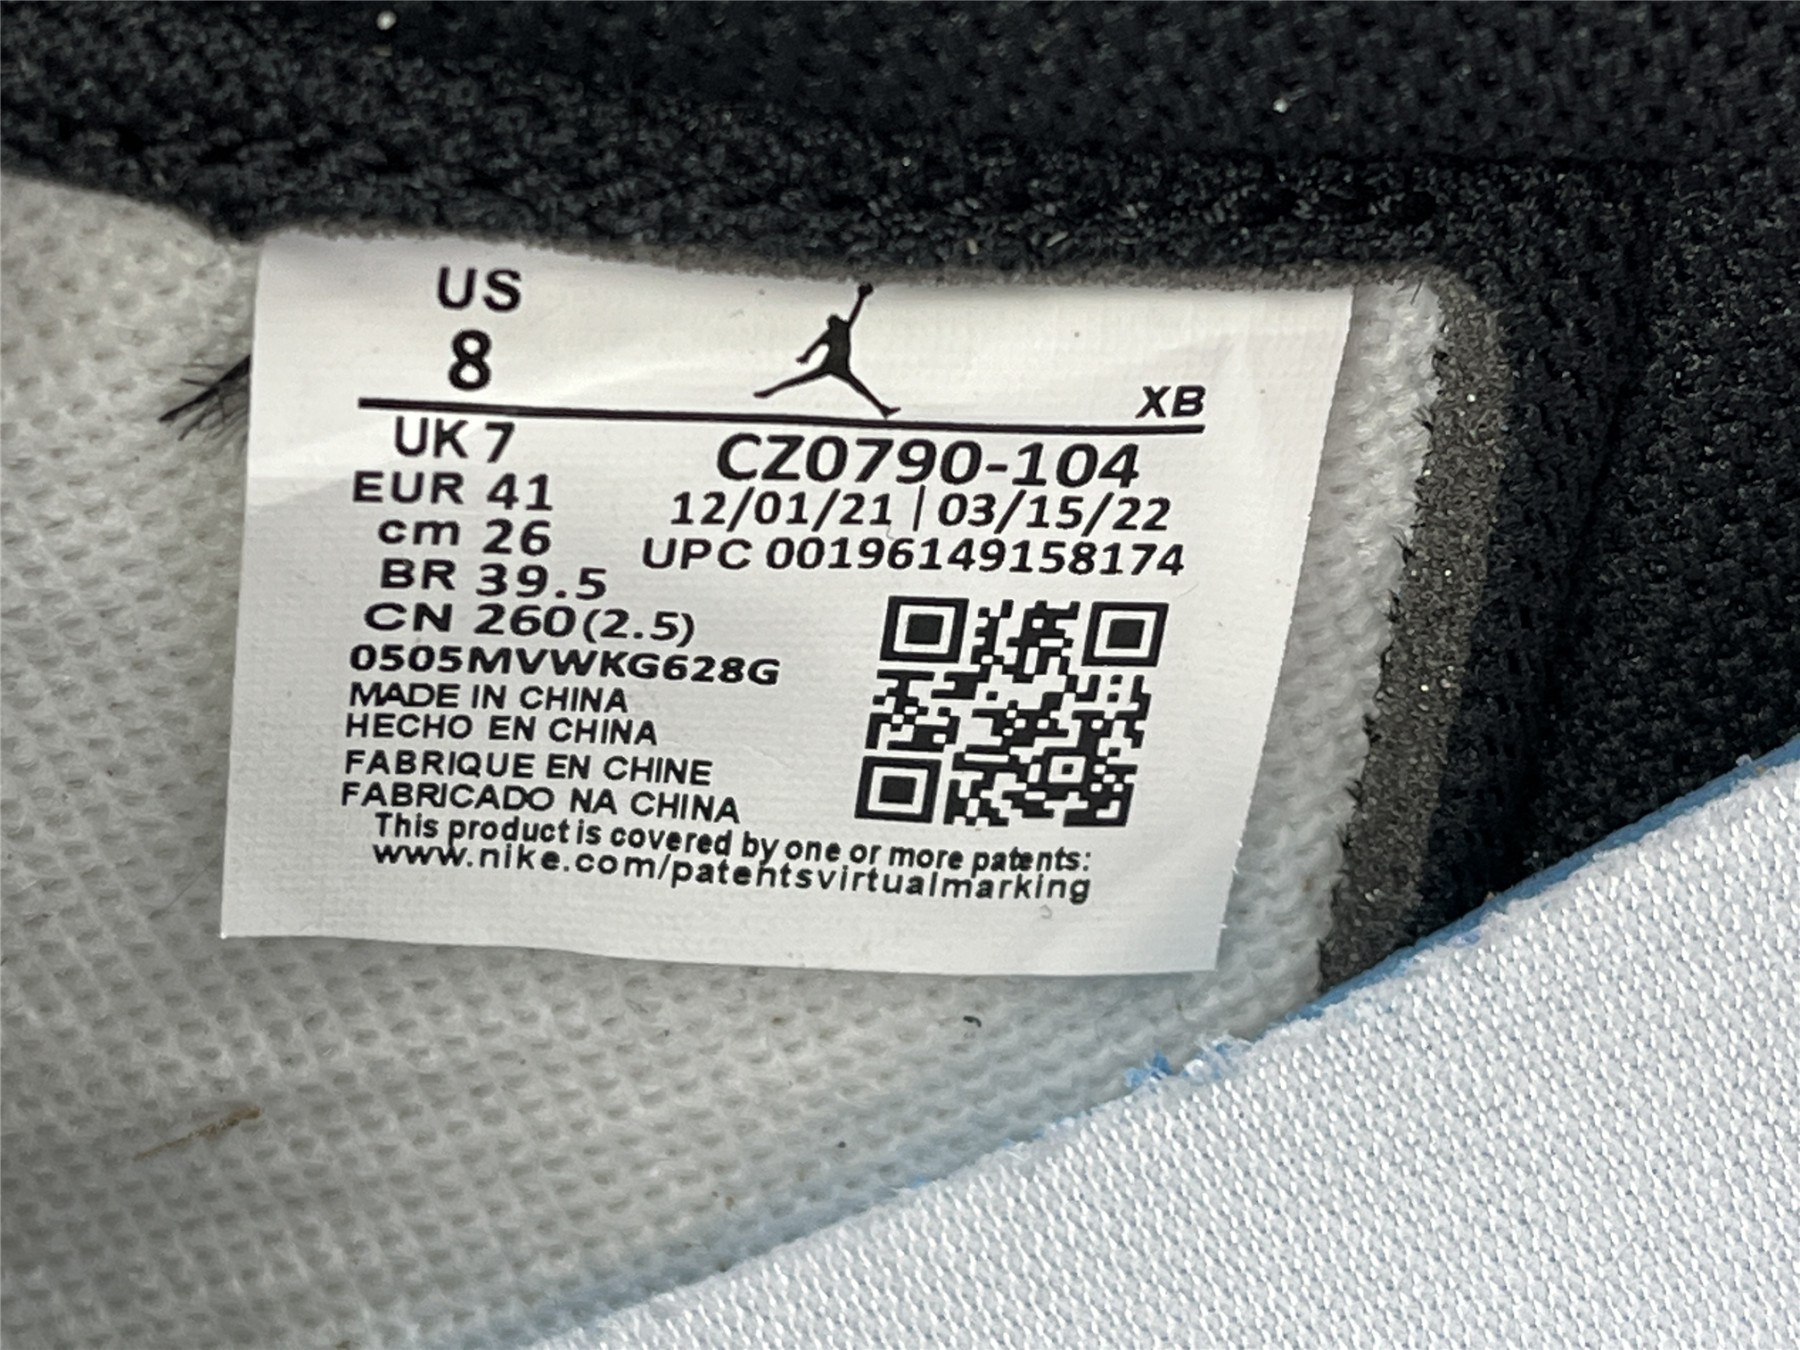 US
8
XB
UK 7
EUR 41
cm 26
BR 39.5
CN 260(2.5)
CZ0790-104
12/01/21 | 03/15/22
UPC 00196149158174
0505MVWKG628G
MADE IN CHINA
HECHO EN CHINA
FABRIQUE EN CHINE
FABRICADO NA CHINA
This product is covered by one or more patents:
www.nike.com/patentsvirtualmarking